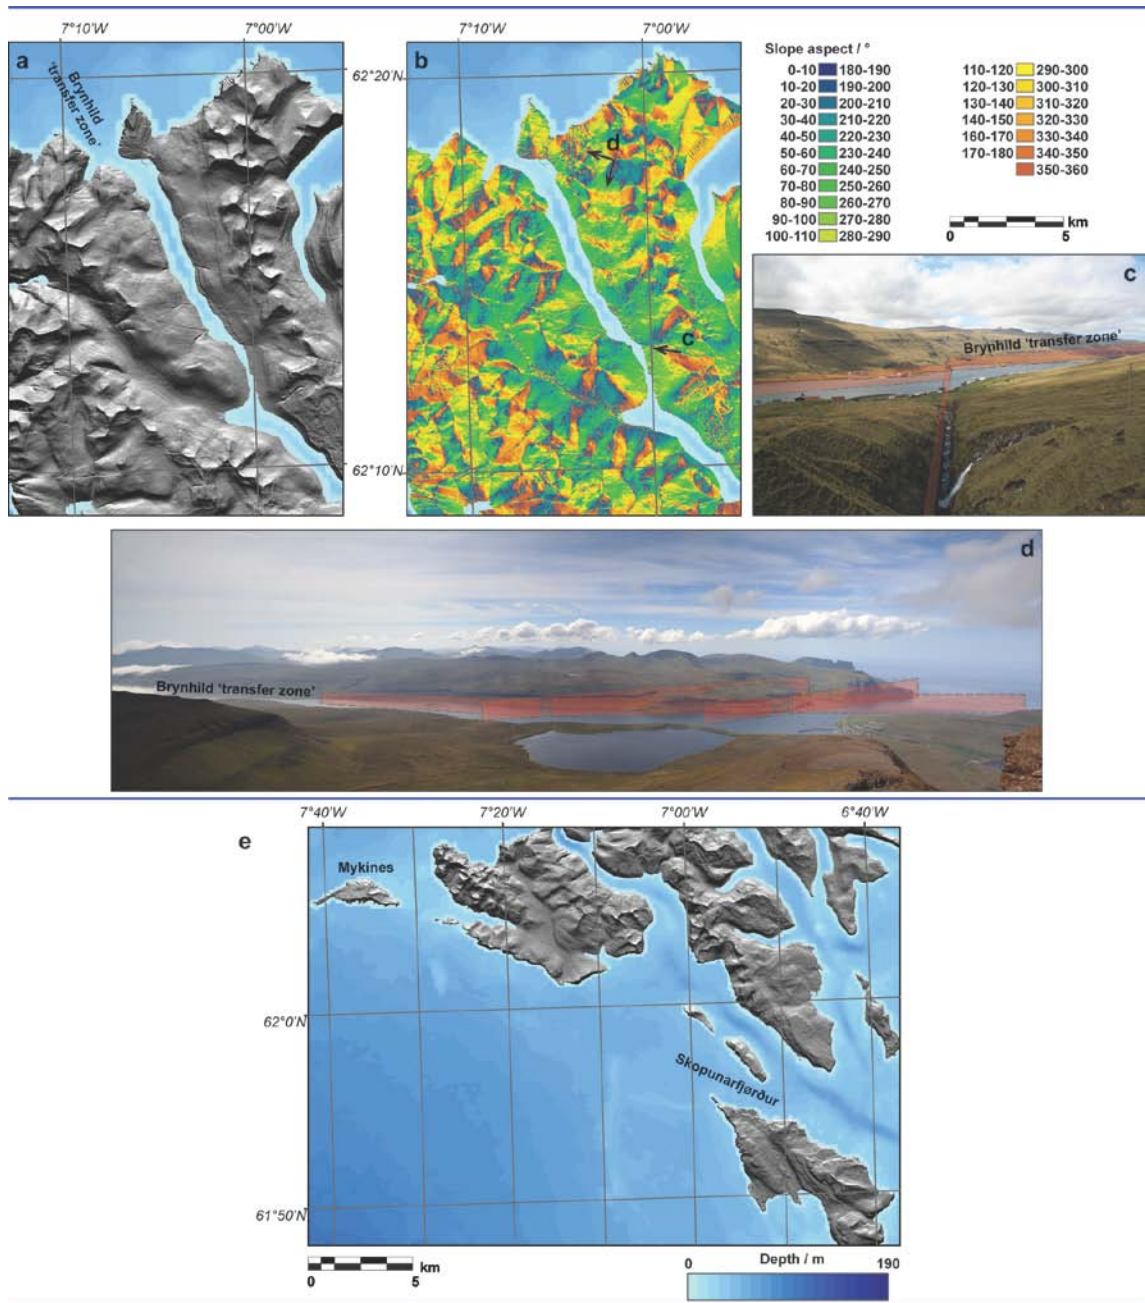 7°10'W
7°00'W
a
Brynhild
'transfer zone'
7°10'W
7°00'W
b
62°20'N
d
c
62°10'N
Slope aspect / °
0-10 180-190
10-20 190-200
20-30 200-210
30-40 210-220
40-50 220-230
50-60 230-240
60-70 240-250
70-80 250-260
80-90 260-270
90-100 270-280
100-110 280-290
110-120 290-300
120-130 300-310
130-140 310-320
140-150 320-330
160-170 330-340
170-180 340-350
350-360
km
0 5
c
Brynhild 'transfer zone'
d
Brynhild 'transfer zone'
7°40'W
7°20'W
7°00'W
6°40'W
e
Mykines
62°0'N
Skopunarfjørður
61°50'N
km
0 5
0 Depth / m 190